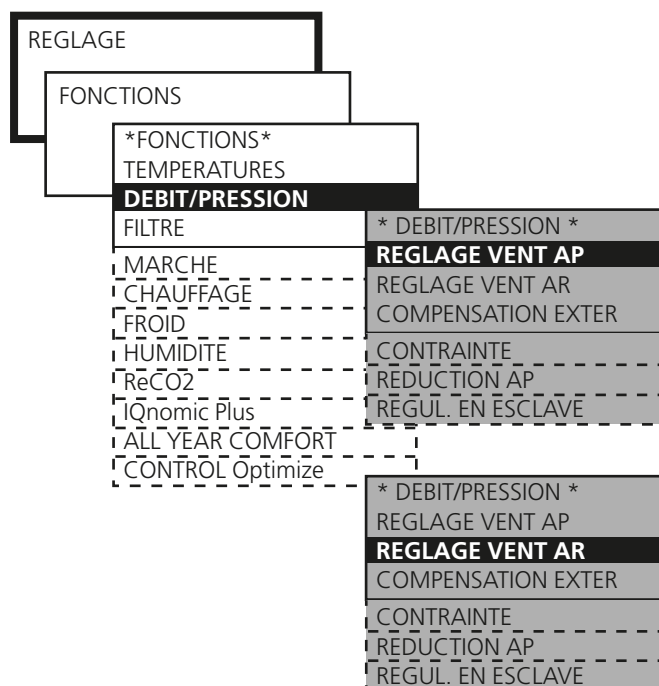 REGLAGE
FONCTIONS
*FONCTIONS*
TEMPERATURES
DEBIT/PRESSION
FILTRE
MARCHE
CHAUFFAGE
FROID
HUMIDITE
ReCO2
IQnomic Plus
ALL YEAR COMFORT
CONTROL Optimize
* DEBIT/PRESSION *
REGLAGE VENT AP
REGLAGE VENT AR
COMPENSATION EXTER
CONTRAINTE
REDUCTION AP
REGUL. EN ESCLAVE
* DEBIT/PRESSION *
REGLAGE VENT AP
REGLAGE VENT AR
COMPENSATION EXTER
CONTRAINTE
REDUCTION AP
REGUL. EN ESCLAVE